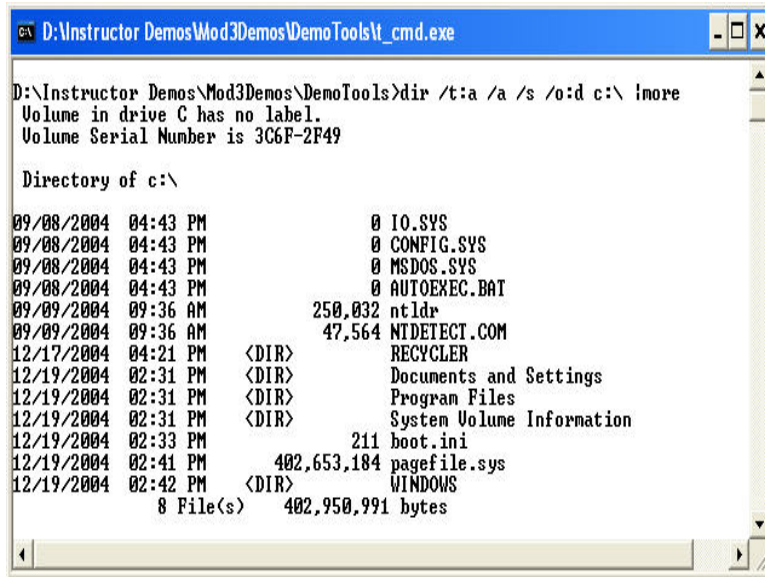 D:\Instructor Demos\Mod3Demos\DemoTools\t_cmd.exe
D:\Instructor Demos\Mod3Demos\DemoTools>dir /t:a /a /s /o:d c:\ |more
Volume in drive C has no label.
Volume Serial Number is 3C6F-2F49
Directory of c:\
09/08/2004 04:43 PM 0 IO.SYS
09/08/2004 04:43 PM 0 CONFIG.SYS
09/08/2004 04:43 PM 0 MSDOS.SYS
09/08/2004 04:43 PM 0 AUTOEXEC.BAT
09/09/2004 09:36 AM 250,032 ntldr
09/09/2004 09:36 AM 47,564 NTDETECT.COM
12/17/2004 04:21 PM <DIR> RECYCLER
12/19/2004 02:31 PM <DIR> Documents and Settings
12/19/2004 02:31 PM <DIR> Program Files
12/19/2004 02:31 PM <DIR> System Volume Information
12/19/2004 02:33 PM 211 boot.ini
12/19/2004 02:41 PM 402,653,184 pagefile.sys
12/19/2004 02:42 PM <DIR> WINDOWS
8 File(s) 402,950,991 bytes